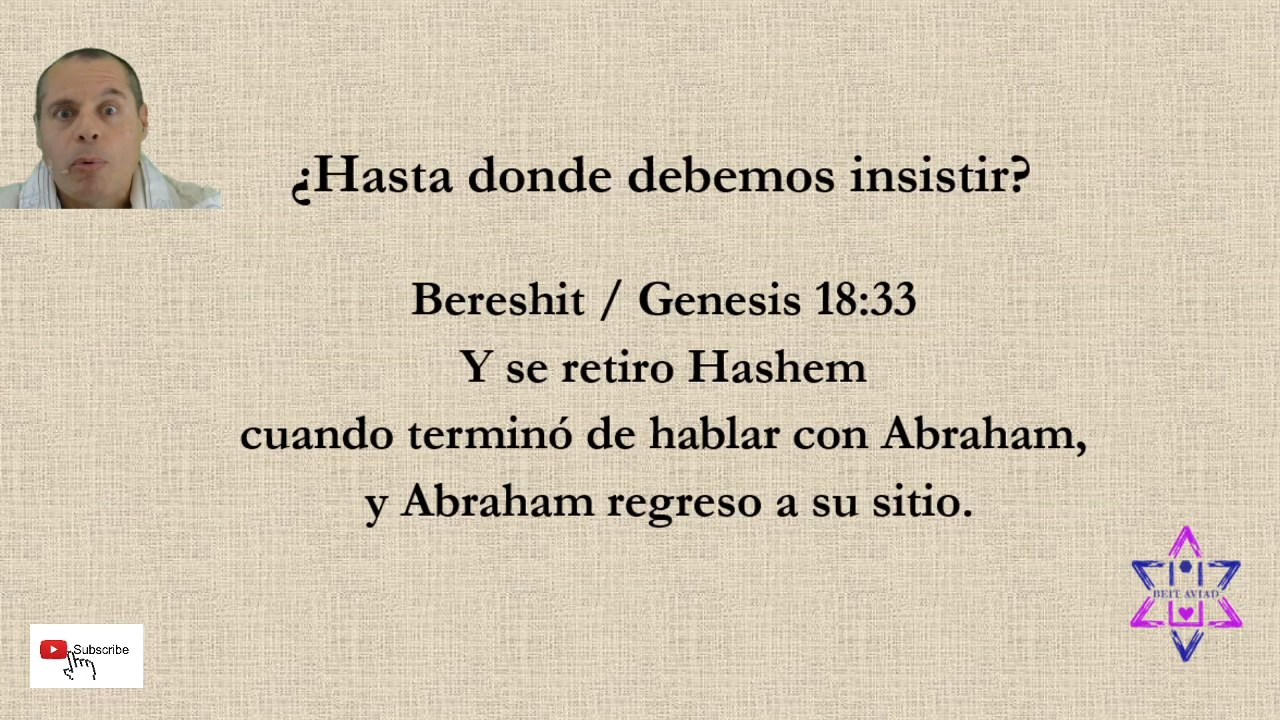 ¿Hasta donde debemos insistir?
Bereshit / Genesis 18:33
Y se retiro Hashem
cuando terminó de hablar con Abraham,
y Abraham regreso a su sitio.
BEIT AVIAD
Subscribe